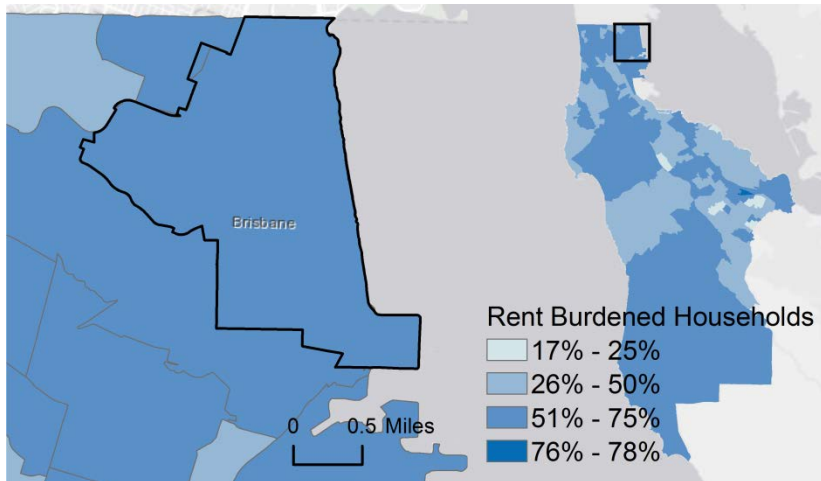 Brisbane
Rent Burdened Households
17% - 25%
26% - 50%
51% - 75%
76% - 78%
0 0.5 Miles